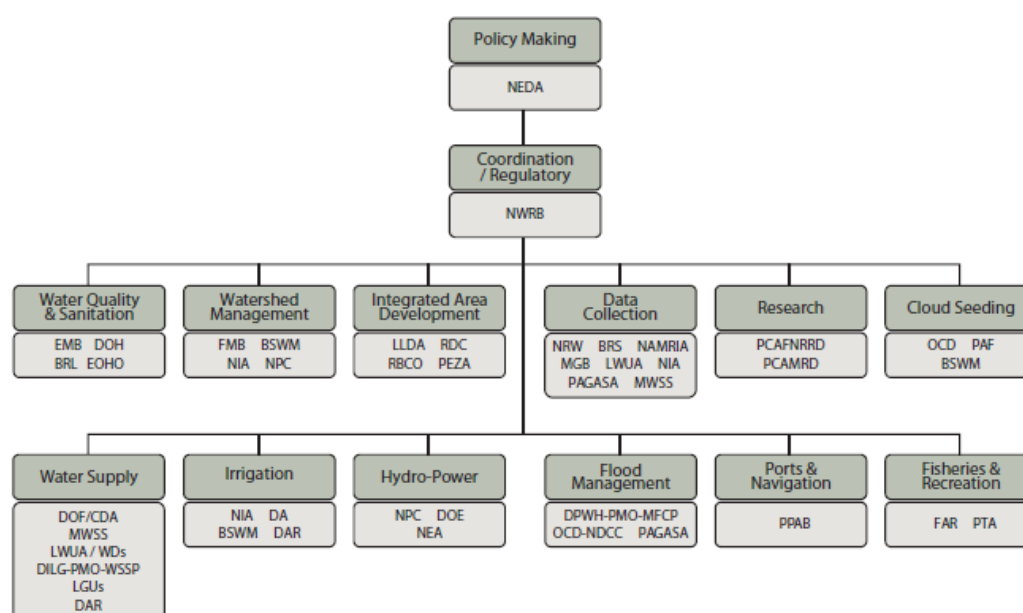 Policy Making
NEDA
Coordination
/ Regulatory
NWRB
Water Quality
& Sanitation
EMB DOH
BRL EOHO
Watershed
Management
FMB BSWM
NIA NPC
Integrated Area
Development
LLDA RDC
RBCO PEZA
Data
Collection
NRW BRS NAMRIA
MGB LWUA NIA
PAGASA MWSS
Research
PCAFNRRD
PCAMRD
Cloud Seeding
OCD PAF
BSWM
Water Supply
DOF/CDA
MWSS
LWUA / WDs
DILG-PMO-WSSP
LGUs
DAR
Irrigation
NIA DA
BSWM DAR
Hydro-Power
NPC DOE
NEA
Flood
Management
DPWH-PMO-MFCP
OCD-NDCC PAGASA
Ports &
Navigation
PPAB
Fisheries &
Recreation
FAR PTA